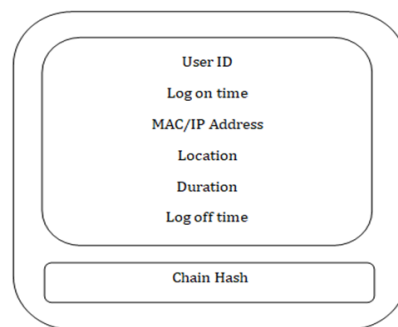 User ID
Log on time
MAC/IP Address
Location
Duration
Log off time
Chain Hash